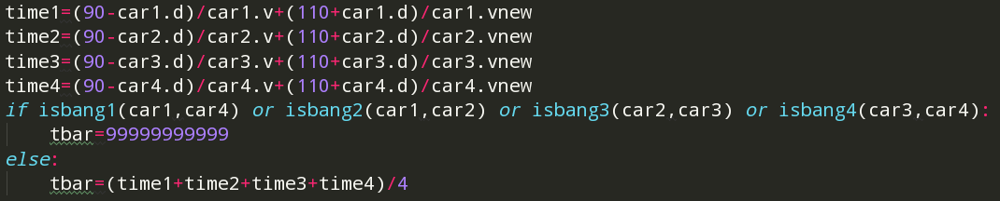 time1=(90-car1.d)/car1.v+(110+car1.d)/car1.vnew
time2=(90-car2.d)/car2.v+(110+car2.d)/car2.vnew
time3=(90-car3.d)/car3.v+(110+car3.d)/car3.vnew
time4=(90-car4.d)/car4.v+(110+car4.d)/car4.vnew
if isbang1(car1,car4) or isbang2(car1,car2) or isbang3(car2,car3) or isbang4(car3,car4):
    tbar=99999999999
else:
    tbar=(time1+time2+time3+time4)/4